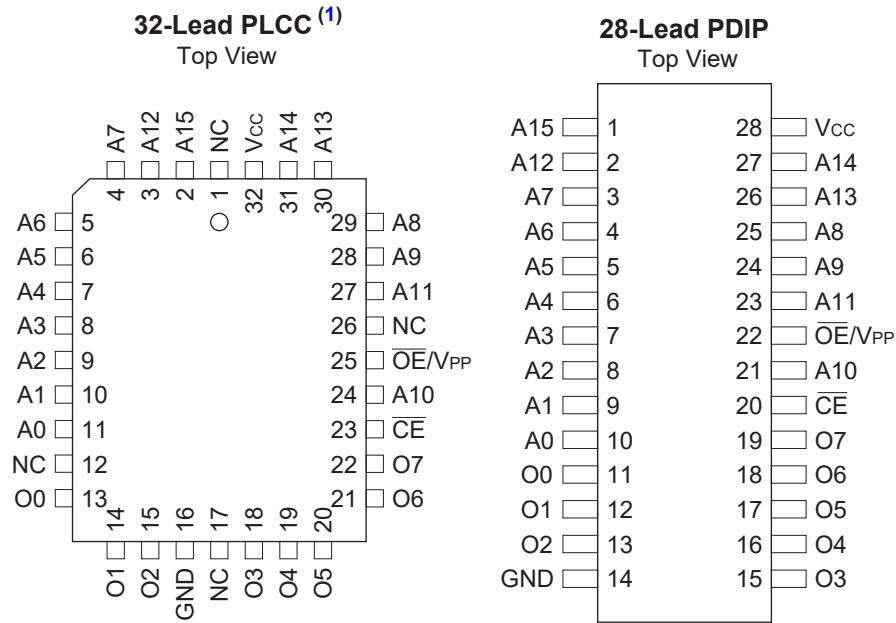 32-Lead PLCC (1)
Top View
A7 A12 A15 NC VCC A14 A13
4 3 2 1 32 31 30
A6 5 29 A8
A5 6 28 A9
A4 7 27 A11
A3 8 26 NC
A2 9 25 O̅E̅/VPP
A1 10 24 A10
A0 11 23 C̅E̅
NC 12 22 O7
O0 13 21 O6
14 15 16 17 18 19 20
O1 O2 GND NC O3 O4 O5
28-Lead PDIP
Top View
A15 1 28 VCC
A12 2 27 A14
A7 3 26 A13
A6 4 25 A8
A5 5 24 A9
A4 6 23 A11
A3 7 22 O̅E̅/VPP
A2 8 21 A10
A1 9 20 C̅E̅
A0 10 19 O7
O0 11 18 O6
O1 12 17 O5
O2 13 16 O4
GND 14 15 O3